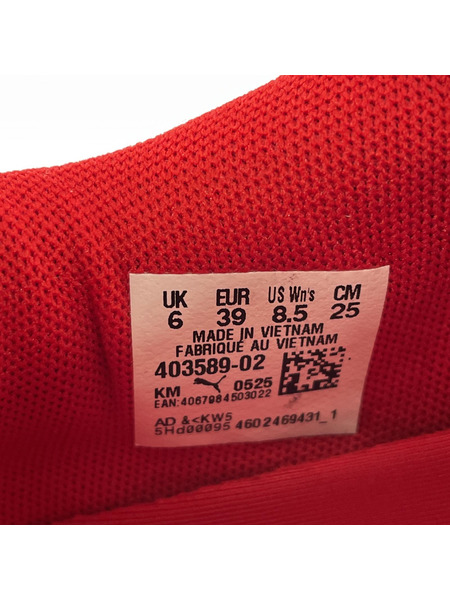 UK EUR US Wn's CM
6 39 8.5 25
MADE IN VIETNAM
FABRIQUÉ AU VIETNAM
403589-02
KM 0525
EAN:4067984503022
AD &<KW5
5Hd00095 4602469431_1